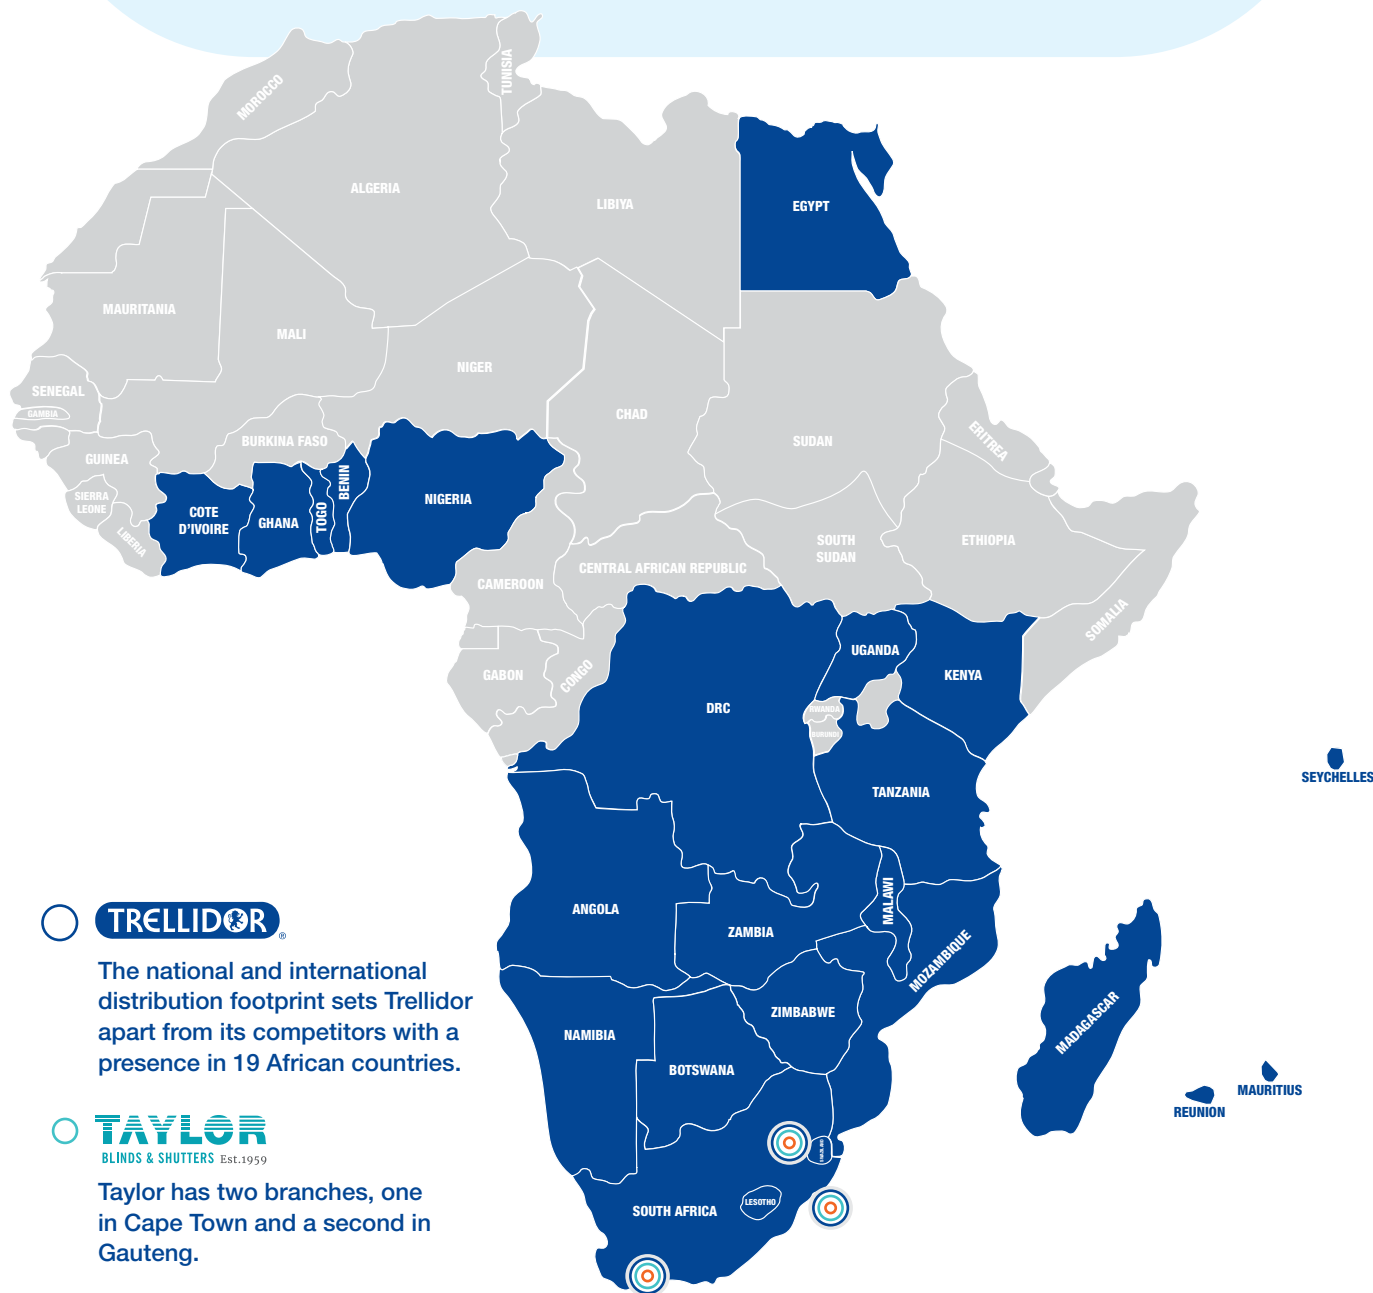 TUNISIA
MOROCCO
ALGERIA
LIBIYA
EGYPT
MAURITANIA
MALI
NIGER
SENEGAL
GAMBIA
CHAD
BURKINA FASO
SUDAN
ERITREA
GUINEA
BENIN
NIGERIA
SIERRA
LEONE
COTE
D'IVOIRE
GHANA
TOGO
LIBERIA
SOUTH
SUDAN
ETHIOPIA
CENTRAL AFRICAN REPUBLIC
CAMEROON
SOMALIA
UGANDA
GABON
CONGO
KENYA
DRC
RWANDA
BURUNDI
SEYCHELLES
TANZANIA
MALAWI
ANGOLA
ZAMBIA
MOZAMBIQUE
ZIMBABWE
MADAGASCAR
NAMIBIA
BOTSWANA
MAURITIUS
REUNION
SWAZILAND
LESOTHO
SOUTH AFRICA
TRELLIDOR®
The national and international
distribution footprint sets Trellidor
apart from its competitors with a
presence in 19 African countries.
TAYLOR
BLINDS & SHUTTERS Est.1959
Taylor has two branches, one
in Cape Town and a second in
Gauteng.